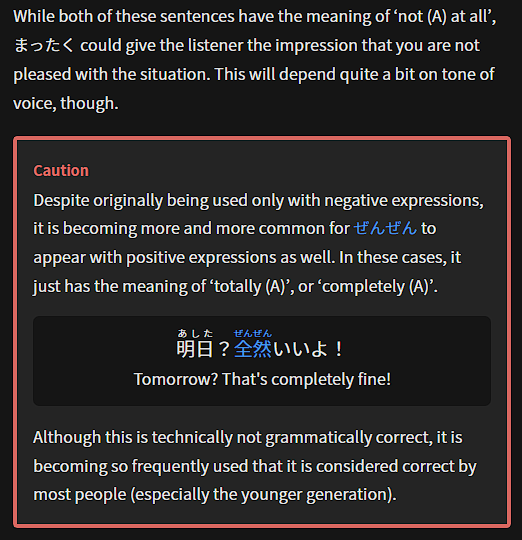 While both of these sentences have the meaning of ‘not (A) at all’,
まったく could give the listener the impression that you are not
pleased with the situation. This will depend quite a bit on tone of
voice, though.
Caution
Despite originally being used only with negative expressions,
it is becoming more and more common for ぜんぜん to
appear with positive expressions as well. In these cases, it
just has the meaning of ‘totally (A)’, or ‘completely (A)’.
あした ぜんぜん
明日？全然いいよ！
Tomorrow? That's completely fine!
Although this is technically not grammatically correct, it is
becoming so frequently used that it is considered correct by
most people (especially the younger generation).